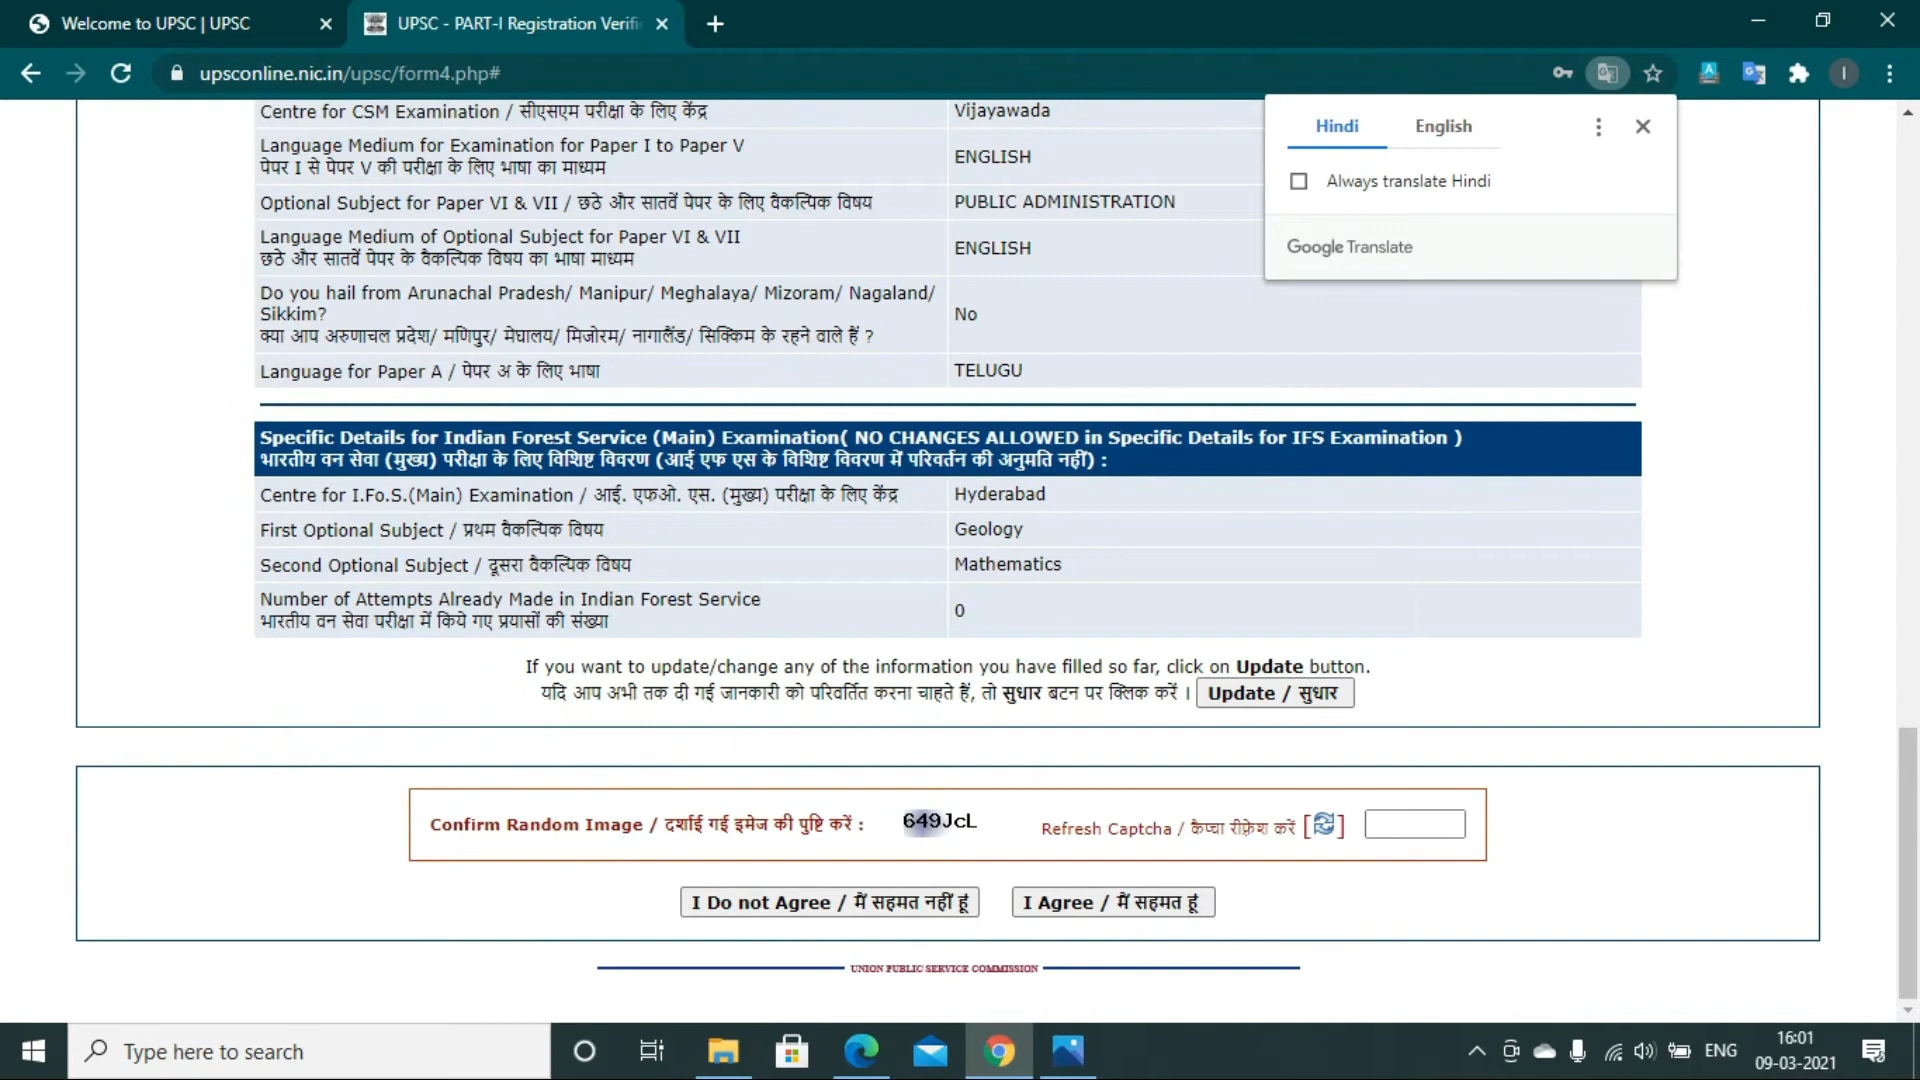 Welcome to UPSC | UPSC
UPSC - PART-I Registration Verifi
upsconline.nic.in/upsc/form4.php#
I
Hindi English
Always translate Hindi
Google Translate
Centre for CSM Examination / सीएसएम परीक्षा के लिए केंद्र Vijayawada
Language Medium for Examination for Paper I to Paper V
पेपर I से पेपर V की परीक्षा के लिए भाषा का माध्यम
ENGLISH
Optional Subject for Paper VI & VII / छठे और सातवें पेपर के लिए वैकल्पिक विषय PUBLIC ADMINISTRATION
Language Medium of Optional Subject for Paper VI & VII
छठे और सातवें पेपर के वैकल्पिक विषय का भाषा माध्यम
ENGLISH
Do you hail from Arunachal Pradesh/ Manipur/ Meghalaya/ Mizoram/ Nagaland/
Sikkim?
क्या आप अरुणाचल प्रदेश/ मणिपुर/ मेघालय/ मिजोरम/ नागालैंड/ सिक्किम के रहने वाले हैं ?
No
Language for Paper A / पेपर अ के लिए भाषा TELUGU
Specific Details for Indian Forest Service (Main) Examination( NO CHANGES ALLOWED in Specific Details for IFS Examination )
भारतीय वन सेवा (मुख्य) परीक्षा के लिए विशिष्ट विवरण (आई एफ एस के विशिष्ट विवरण में परिवर्तन की अनुमति नहीं) :
Centre for I.Fo.S.(Main) Examination / आई. एफओ. एस. (मुख्य) परीक्षा के लिए केंद्र Hyderabad
First Optional Subject / प्रथम वैकल्पिक विषय Geology
Second Optional Subject / दूसरा वैकल्पिक विषय Mathematics
Number of Attempts Already Made in Indian Forest Service
भारतीय वन सेवा परीक्षा में किये गए प्रयासों की संख्या
0
If you want to update/change any of the information you have filled so far, click on Update button.
यदि आप अभी तक दी गई जानकारी को परिवर्तित करना चाहते हैं, तो सुधार बटन पर क्लिक करें । Update / सुधार
Confirm Random Image / दर्शाई गई इमेज की पुष्टि करें : 649JcL Refresh Captcha / कैप्चा रीफ़्रेश करें [ ]
I Do not Agree / मैं सहमत नहीं हूं I Agree / मैं सहमत हूं
UNION PUBLIC SERVICE COMMISSION
Type here to search
ENG
16:01
09-03-2021